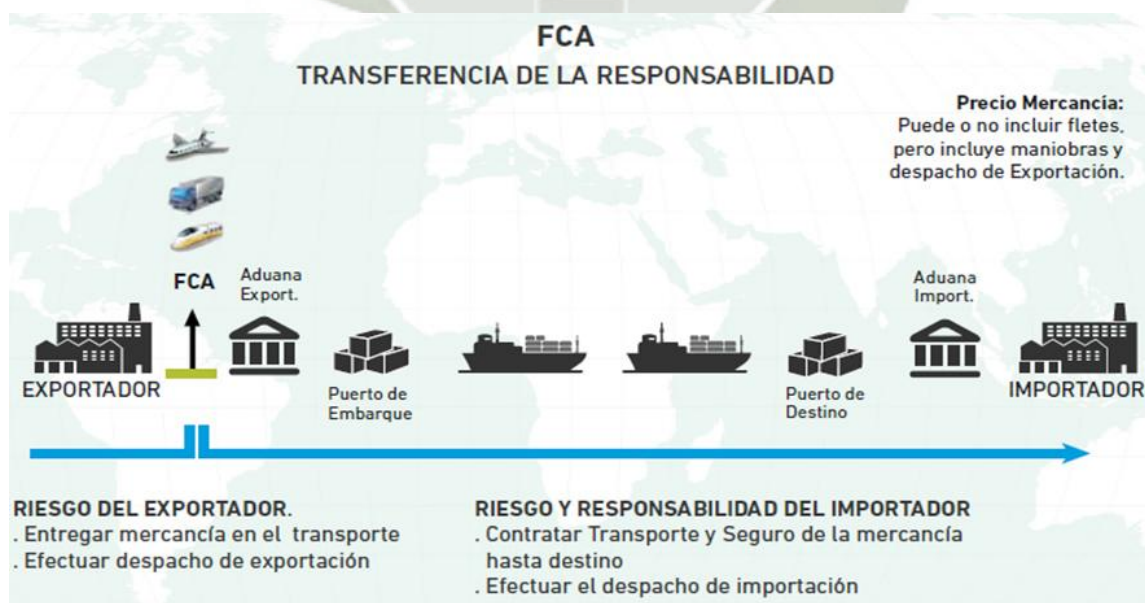 FCA
TRANSFERENCIA DE LA RESPONSABILIDAD
Precio Mercancía:
Puede o no incluir fletes,
pero incluye maniobras y
despacho de Exportación.
FCA
Aduana
Export.
Aduana
Import.
EXPORTADOR
Puerto de
Embarque
Puerto de
Destino
IMPORTADOR
RIESGO DEL EXPORTADOR.
. Entregar mercancía en el transporte
. Efectuar despacho de exportación
RIESGO Y RESPONSABILIDAD DEL IMPORTADOR
. Contratar Transporte y Seguro de la mercancía
hasta destino
. Efectuar el despacho de importación